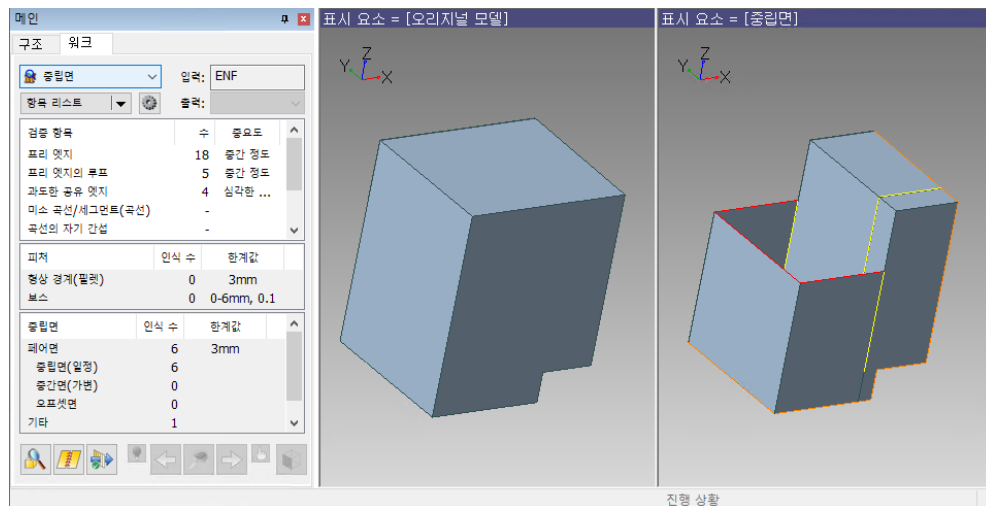 메인
표시 요소 = [오리지널 모델]
표시 요소 = [중립면]
구조 워크
중립면 입력: ENF
항목 리스트 출력:
검증 항목 수 중요도
프리 엣지 18 중간 정도
프리 엣지의 루프 5 중간 정도
과도한 공유 엣지 4 심각한 ...
미소 곡선/세그먼트(곡선) -
곡선의 자기 간섭 -
피처 인식 수 한계값
형상 경계(필렛) 0 3mm
보스 0 0-6mm, 0.1
중립면 인식 수 한계값
페어면 6 3mm
중립면(일정) 6
중간면(가변) 0
오프셋면 0
기타 1
Z
Y
X
Z
Y
X
진행 상황